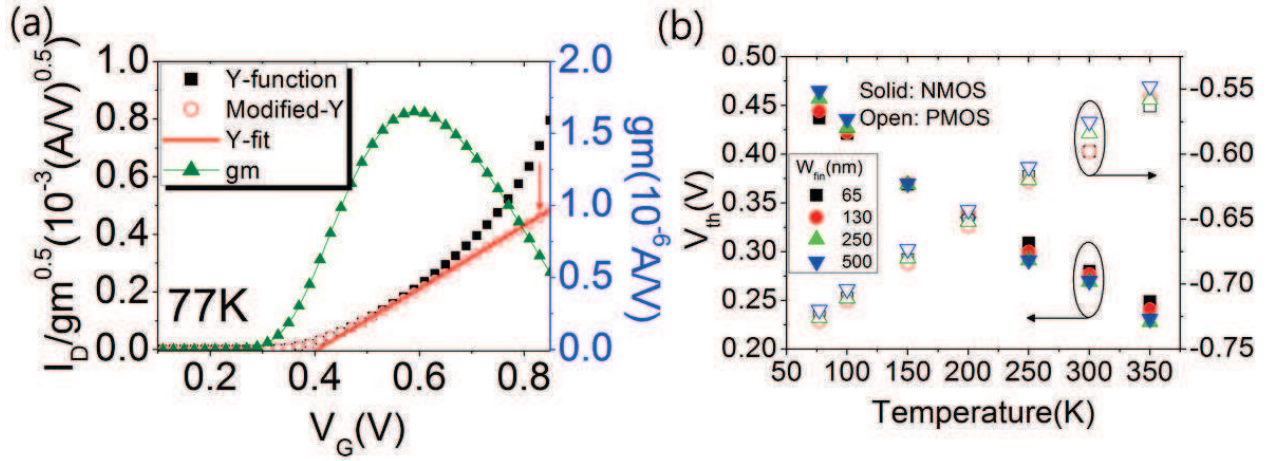 (a)
I_D/gm^0.5(10^-3(A/V)^0.5)
1.0
0.8
0.6
0.4
0.2
0.0
Y-function
Modified-Y
Y-fit
gm
77K
0.2 0.4 0.6 0.8
V_G(V)
2.0
1.5
1.0
0.5
0.0
gm(10^-6 A/V)
(b)
V_th(V)
0.50
0.45
0.40
0.35
0.30
0.25
0.20
Solid: NMOS
Open: PMOS
W_fin(nm)
65
130
250
500
-0.55
-0.60
-0.65
-0.70
-0.75
50 100 150 200 250 300 350
Temperature(K)